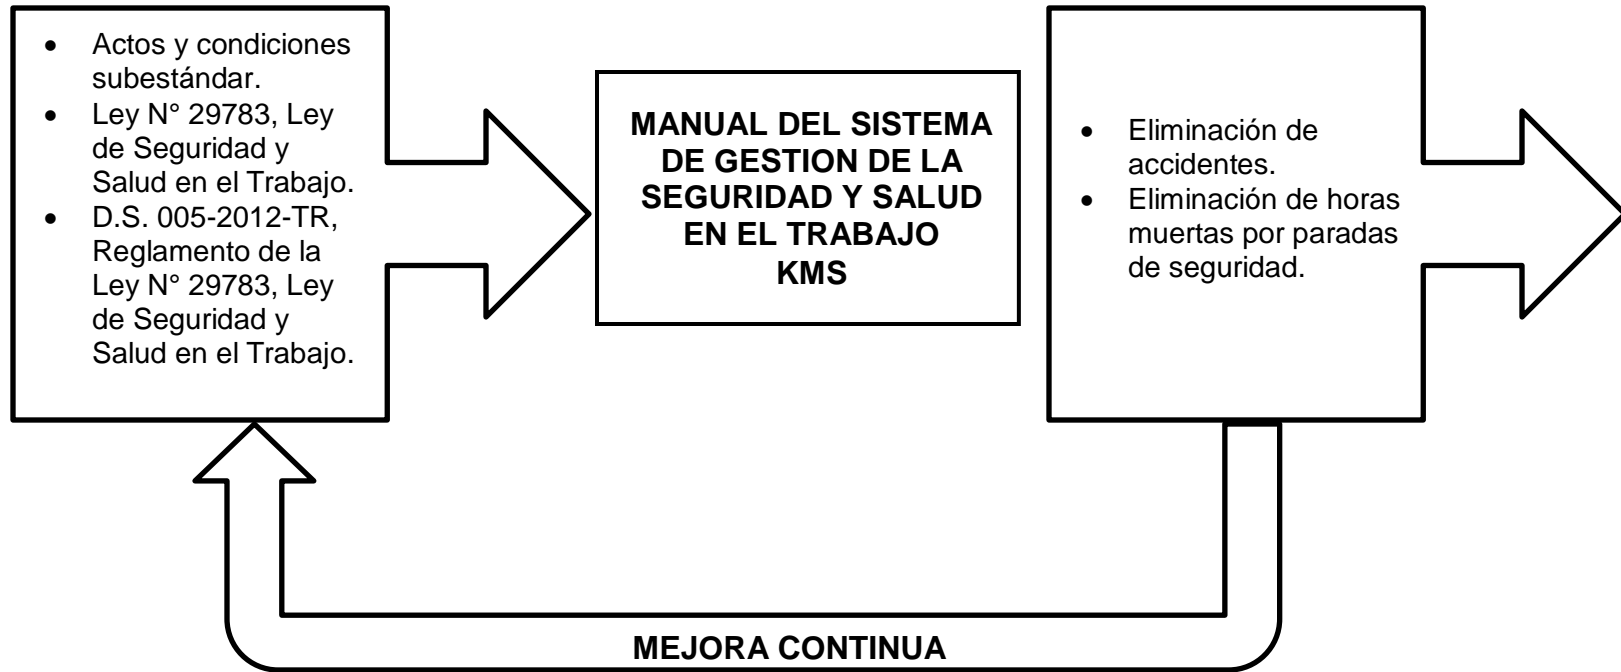 • Actos y condiciones
subestándar.
• Ley N° 29783, Ley
de Seguridad y
Salud en el Trabajo.
• D.S. 005-2012-TR,
Reglamento de la
Ley N° 29783, Ley
de Seguridad y
Salud en el Trabajo.
MANUAL DEL SISTEMA
DE GESTION DE LA
SEGURIDAD Y SALUD
EN EL TRABAJO
KMS
• Eliminación de
accidentes.
• Eliminación de horas
muertas por paradas
de seguridad.
MEJORA CONTINUA